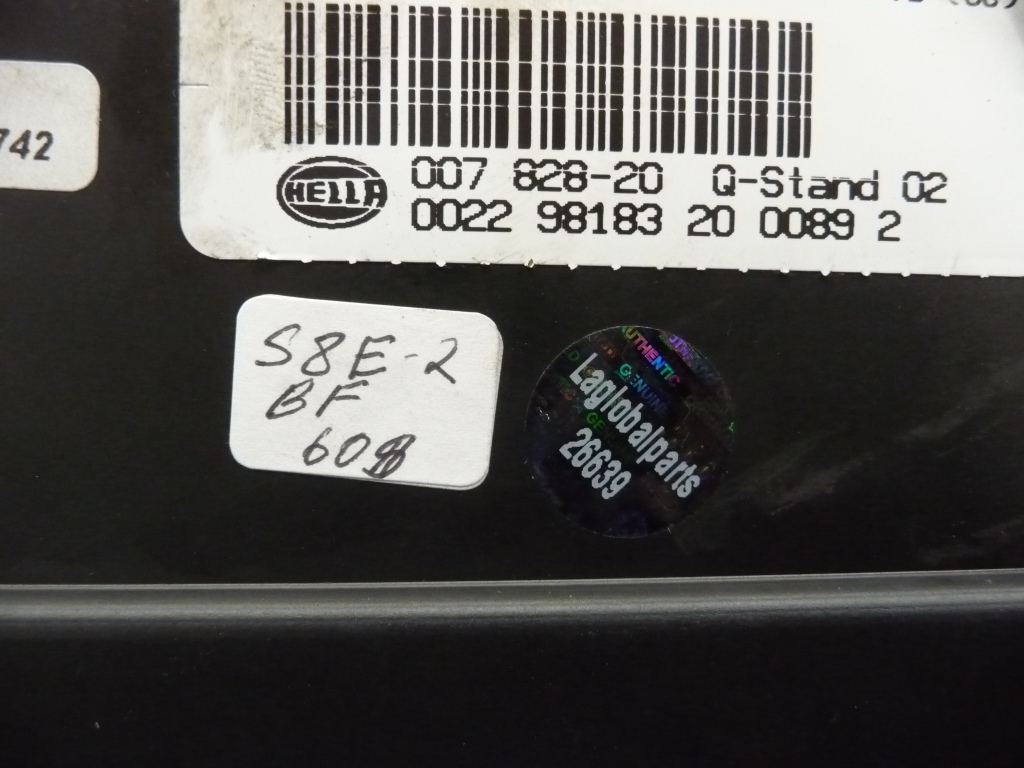 742
HELLA
007 828-20 Q-Stand 02
0022 98183 20 0089 2
S8E-2
BF
60$
AUTHENTIC
GENUINE
Laglobalparts
26639